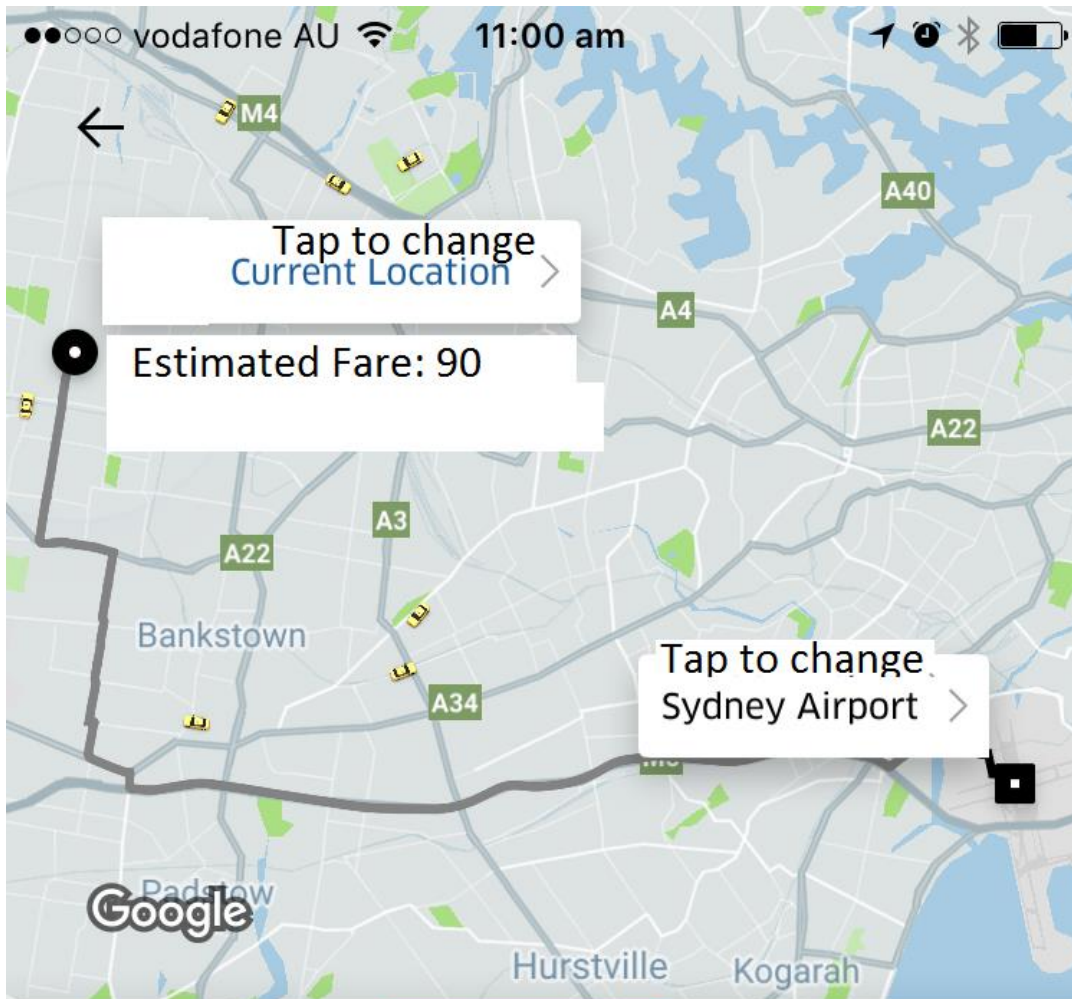 vodafone AU 11:00 am
M4
A40
Tap to change
Current Location
A4
Estimated Fare: 90
A22
A3
A22
Bankstown
Tap to change
A34
Sydney Airport
Padstow
Google
Hurstville
Kogarah